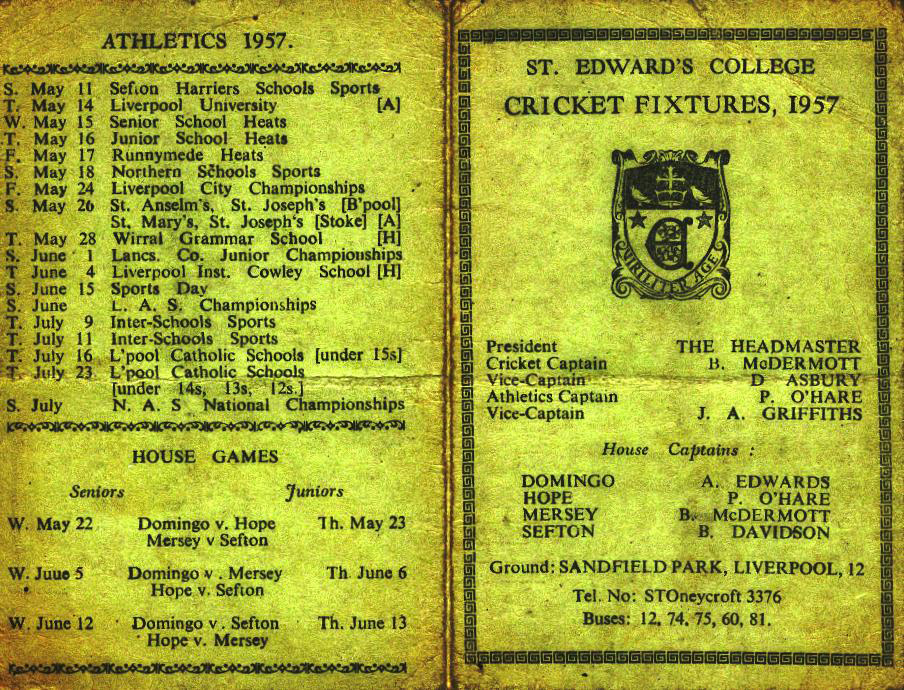 ATHLETICS 1957.
S. May 11 Sefton Harriers Schools Sports
T. May 14 Liverpool University [A]
W. May 15 Senior School Heats
T. May 16 Junior School Heats
F. May 17 Runnymede Heats
S. May 18 Northern Schools Sports
F. May 24 Liverpool City Championships
S. May 26 St. Anselm's, St. Joseph's [B'pool]
St. Mary's, St. Joseph's [Stoke] [A]
T. May 28 Wirral Grammar School [H]
S. June 1 Lancs. Co. Junior Championships
T June 4 Liverpool Inst. Cowley School [H]
S. June 15 Sports Day
S. June L. A. S. Championships
T. July 9 Inter-Schools Sports
T. July 11 Inter-Schools Sports
T. July 16 L'pool Catholic Schools [under 15s]
T. July 23 L'pool Catholic Schools
[under 14s, 13s, 12s.]
S. July N. A. S National Championships
HOUSE GAMES
Seniors Juniors
W. May 22 Domingo v. Hope Th. May 23
Mersey v Sefton
W. Juue 5 Domingo v. Mersey Th. June 6
Hope v. Sefton
W. June 12 Domingo v. Sefton Th. June 13
Hope v. Mersey
ST. EDWARD'S COLLEGE
CRICKET FIXTURES, 1957
C
VIRILITER AGE
President THE HEADMASTER
Cricket Captain B. McDERMOTT
Vice-Captain D ASBURY
Athletics Captain P. O'HARE
Vice-Captain J. A. GRIFFITHS
House Captains :
DOMINGO A. EDWARDS
HOPE P. O'HARE
MERSEY B. McDERMOTT
SEFTON B. DAVIDSON
Ground: SANDFIELD PARK, LIVERPOOL, 12
Tel. No: STOneycroft 3376
Buses: 12, 74, 75, 60, 81.